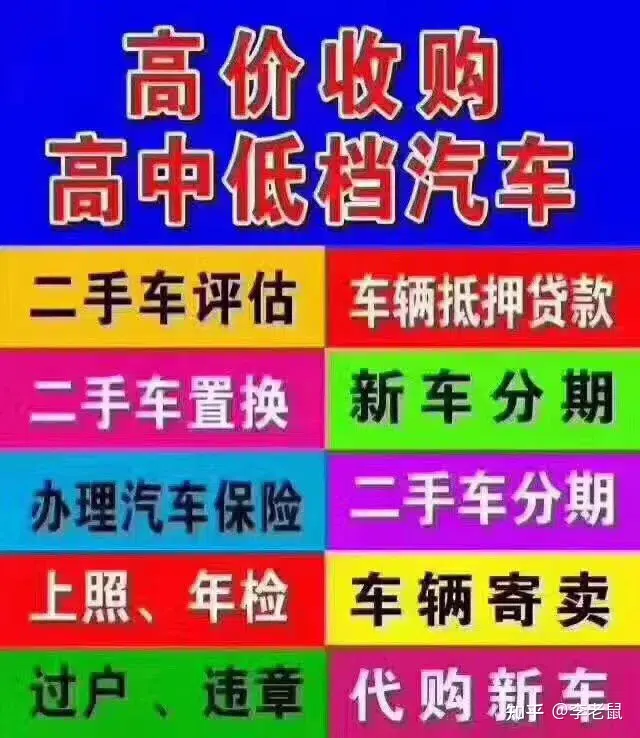 高价收购
高中低档汽车
二手车评估
车辆抵押贷款
二手车置换
新车分期
办理汽车保险
二手车分期
上照、年检
车辆寄卖
过户、违章
代购新车
知乎 @李老鼠